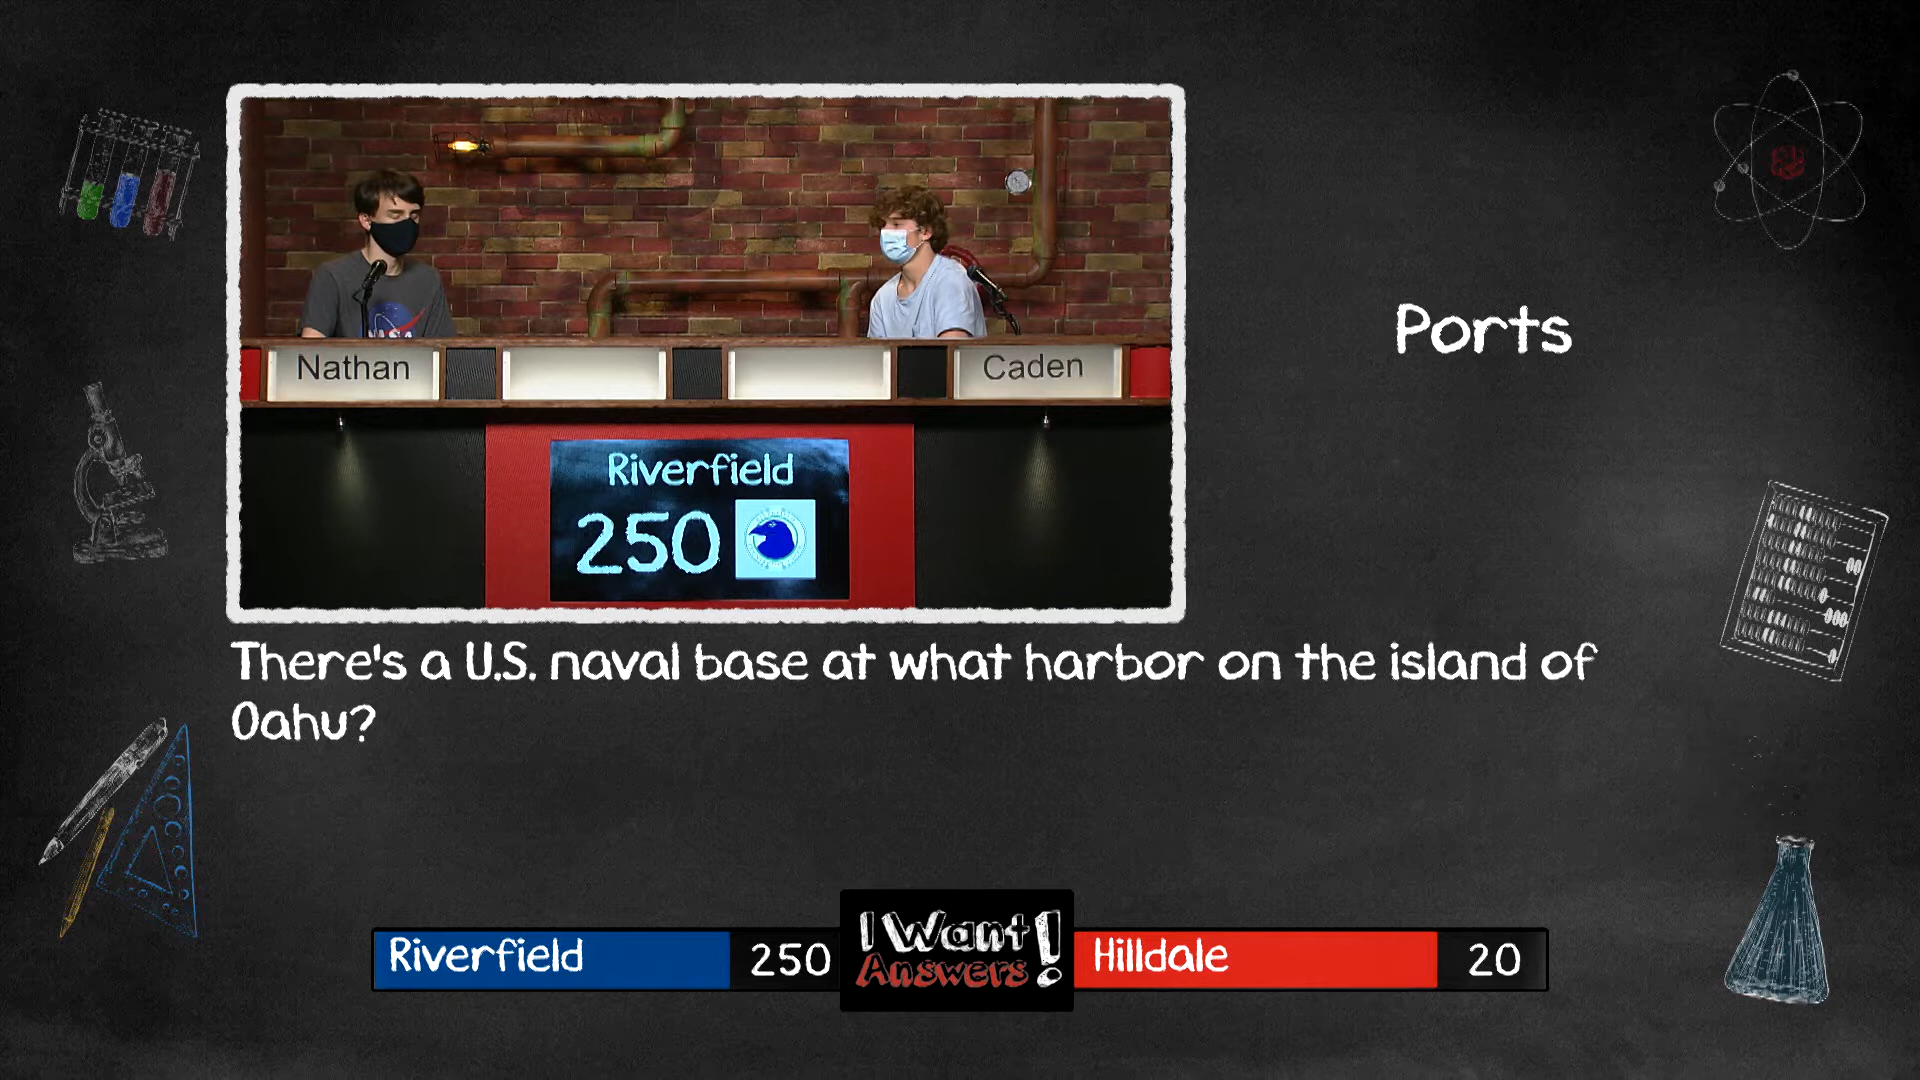 NASA
Nathan
Caden
Riverfield
250
Ports
There's a U.S. naval base at what harbor on the island of
Oahu?
Riverfield 250 I Want Answers! Hilldale 20